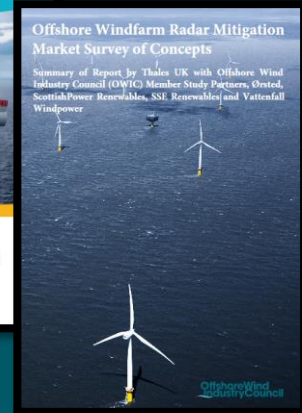 Offshore Windfarm Radar Mitigation
Market Survey of Concepts
Summary of Report by Thales UK with Offshore Wind
Industry Council (OWIC) Member Study Partners, Ørsted,
ScottishPower Renewables, SSE Renewables and Vattenfall
Windpower
OffshoreWind
IndustryCouncil